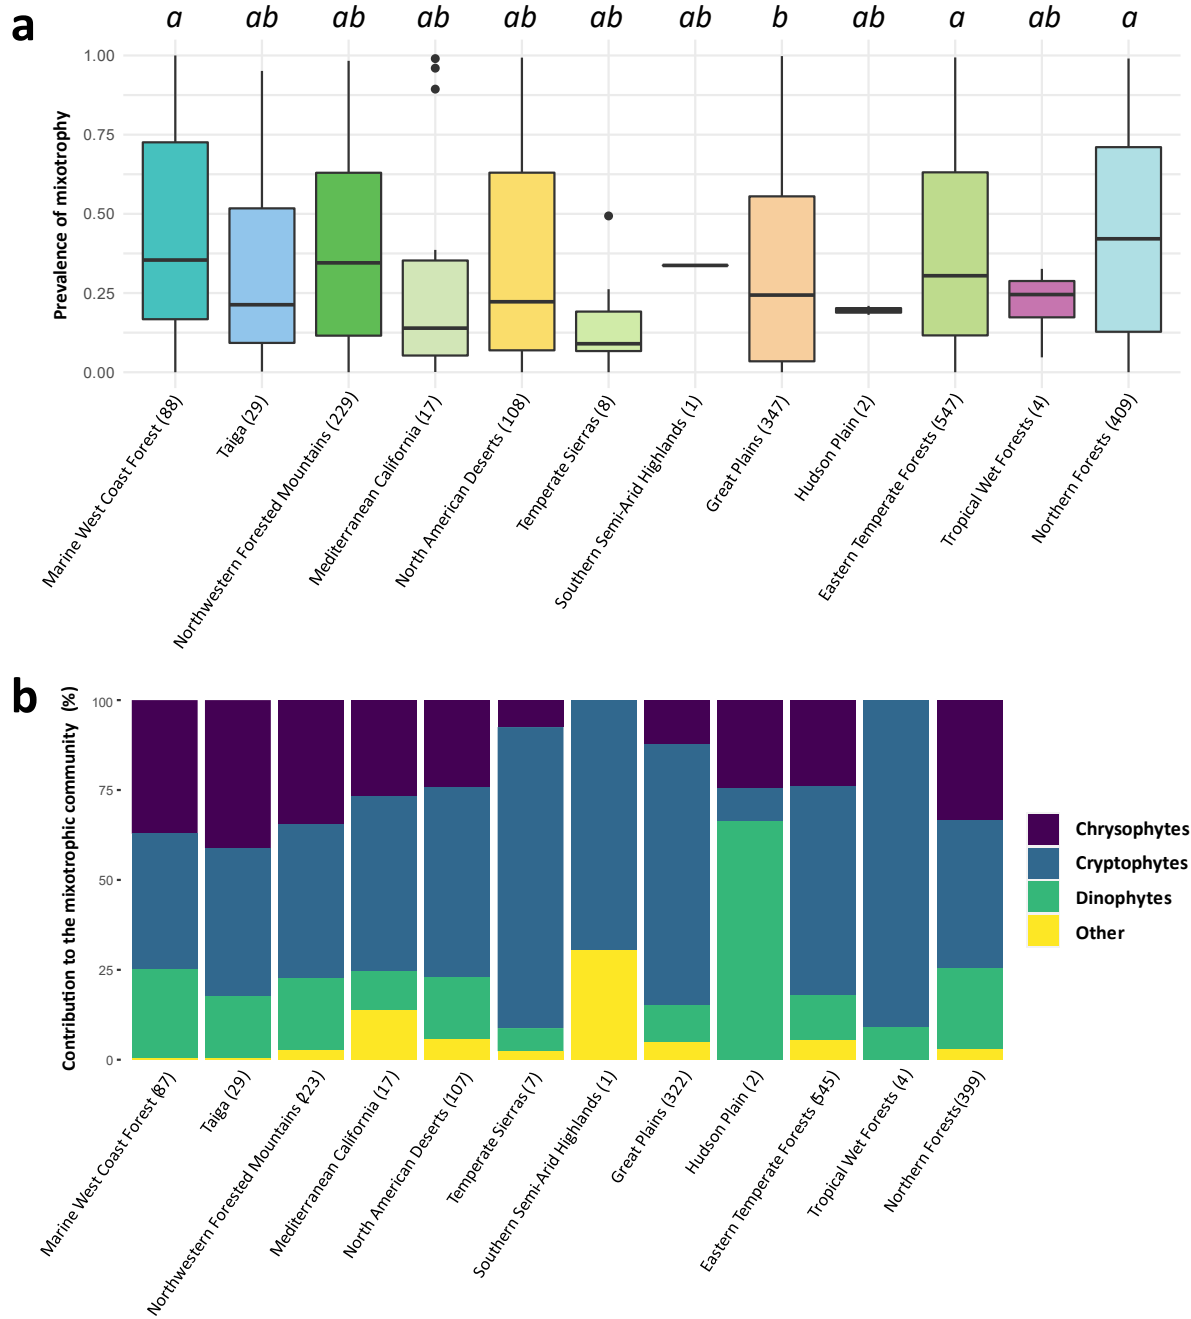 a
a ab ab ab ab ab ab b ab a ab a
Prevalence of mixotrophy
1.00
0.75
0.50
0.25
0.00
Marine West Coast Forest (88)
Taiga (29)
Northwestern Forested Mountains (229)
Mediterranean California (17)
North American Deserts (108)
Temperate Sierras (8)
Southern Semi-Arid Highlands (1)
Great Plains (347)
Hudson Plain (2)
Eastern Temperate Forests (547)
Tropical Wet Forests (4)
Northern Forests (409)
b
Contribution to the mixotrophic community (%)
100
75
50
25
0
Marine West Coast Forest (87)
Taiga (29)
Northwestern Forested Mountains (223)
Mediterranean California (17)
North American Deserts (107)
Temperate Sierras (7)
Southern Semi-Arid Highlands (1)
Great Plains (322)
Hudson Plain (2)
Eastern Temperate Forests (545)
Tropical Wet Forests (4)
Northern Forests(399)
Chrysophytes
Cryptophytes
Dinophytes
Other